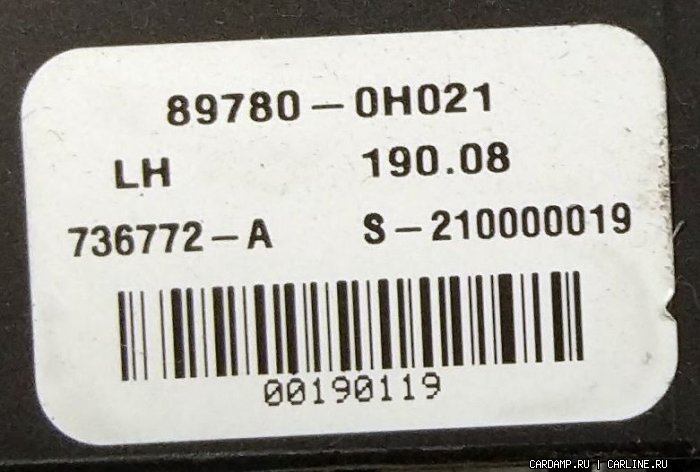 89780-0H021
LH 190.08
736772-A S-210000019
00190119
CARDAMP.RU | CARLINE.RU